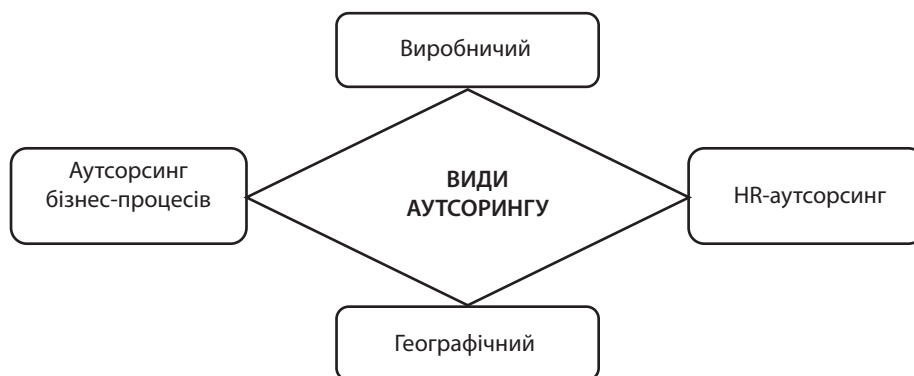 Виробничий
Аутсорсинг
бізнес-процесів
ВИДИ
АУТСОРИНГУ
HR-аутсорсинг
Географічний